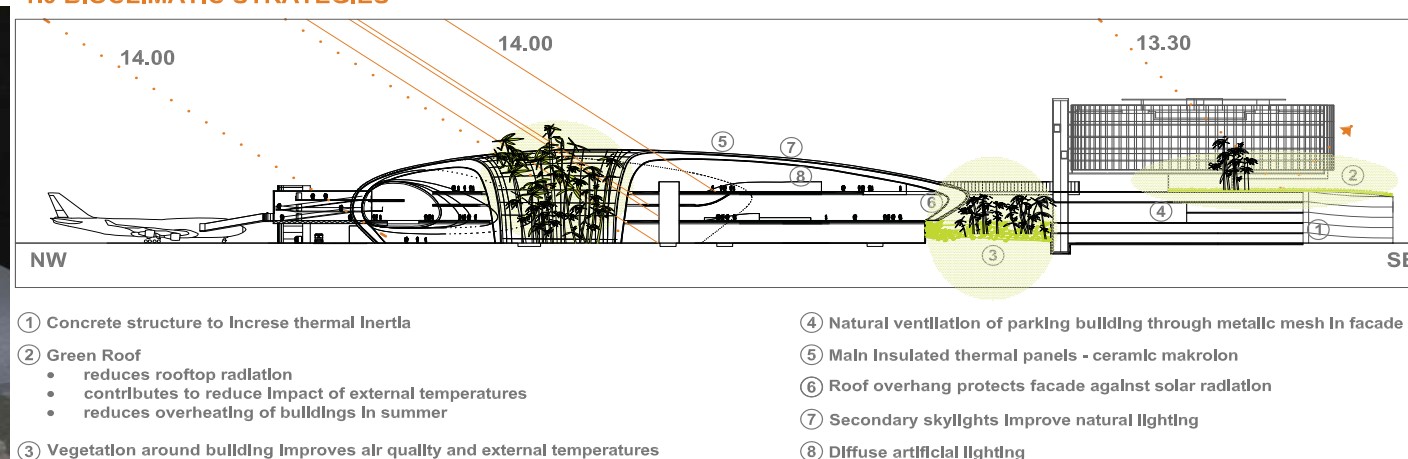 BIOCLIMATIC STRATEGIES
14.00
14.00
13.30
5
7
8
6
2
4
1
3
NW
SE
1 Concrete structure to Increse thermal Inertia
2 Green Roof
• reduces rooftop radiation
• contributes to reduce Impact of external temperatures
• reduces overheating of buildings In summer
3 Vegetation around building Improves air quality and external temperatures
4 Natural ventilation of parking building through metallic mesh In facade
5 Main Insulated thermal panels - ceramic makrolon
6 Roof overhang protects facade against solar radiation
7 Secondary skylights Improve natural lighting
8 Diffuse artificial lighting